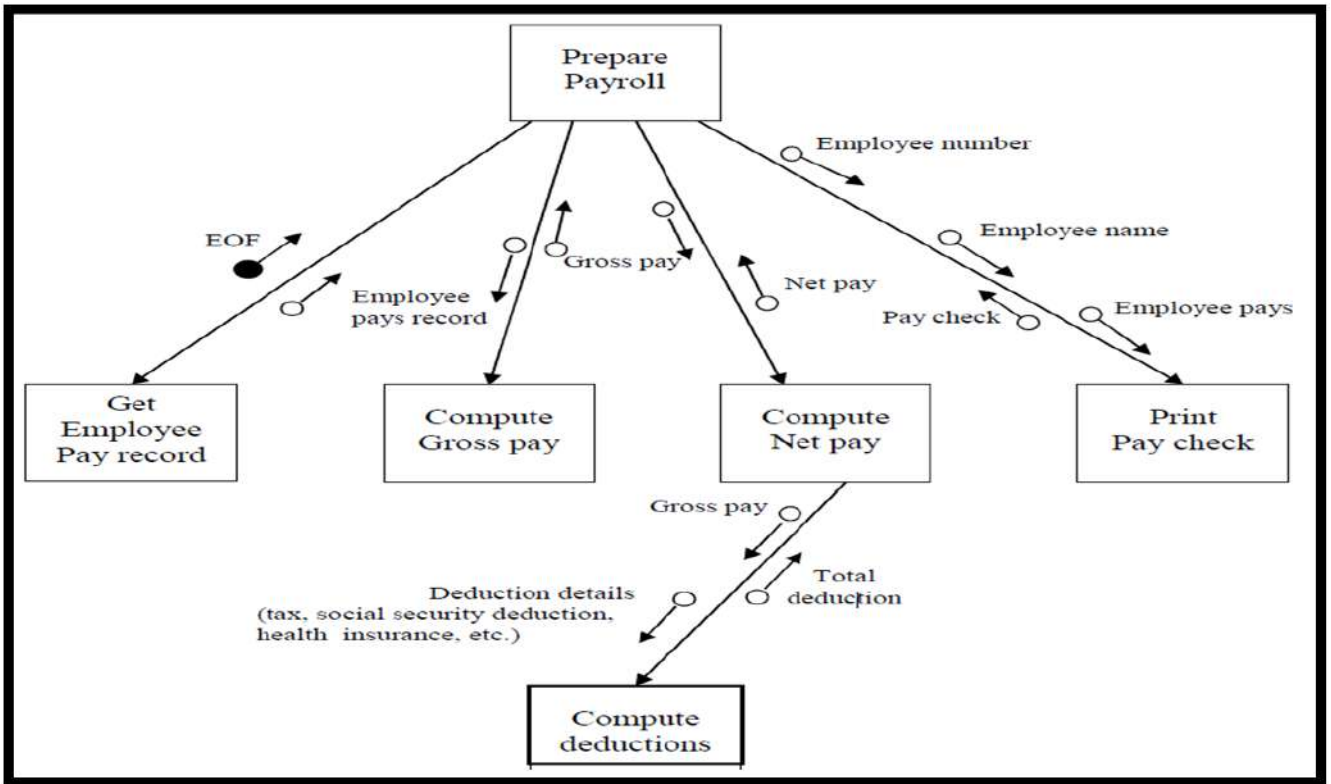 Prepare
Payroll
Employee number
EOF
Employee name
Gross pay
Net pay
Employee
pays record
Pay check
Employee pays
Get
Employee
Pay record
Compute
Gross pay
Compute
Net pay
Print
Pay check
Gross pay
Total
deduction
Deduction details
(tax, social security deduction,
health insurance, etc.)
Compute
deductions